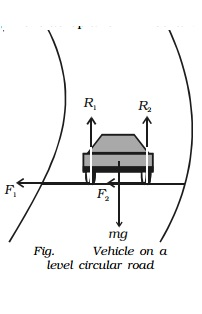 R₁
R₂
F₁
F₂
mg
Fig. Vehicle on a
level circular road